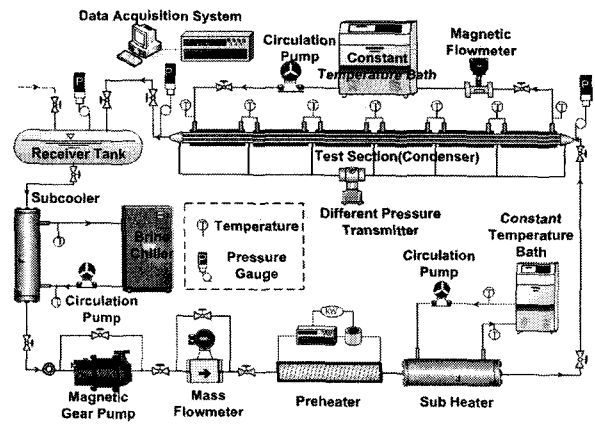 Data Acquisition System
Circulation
Pump
Constant
Temperature Bath
Magnetic
Flowmeter
P
P
P
T
T
T
T
T
T
T
Receiver Tank
Test Section(Condenser)
Different Pressure
Transmitter
Subcooler
Brine
Chiller
T
T
Circulation
Pump
T Temperature
P Pressure
Gauge
Constant
Temperature
Bath
Circulation
Pump
T
T
KW
Magnetic
Gear Pump
Mass
Flowmeter
Preheater
Sub Heater